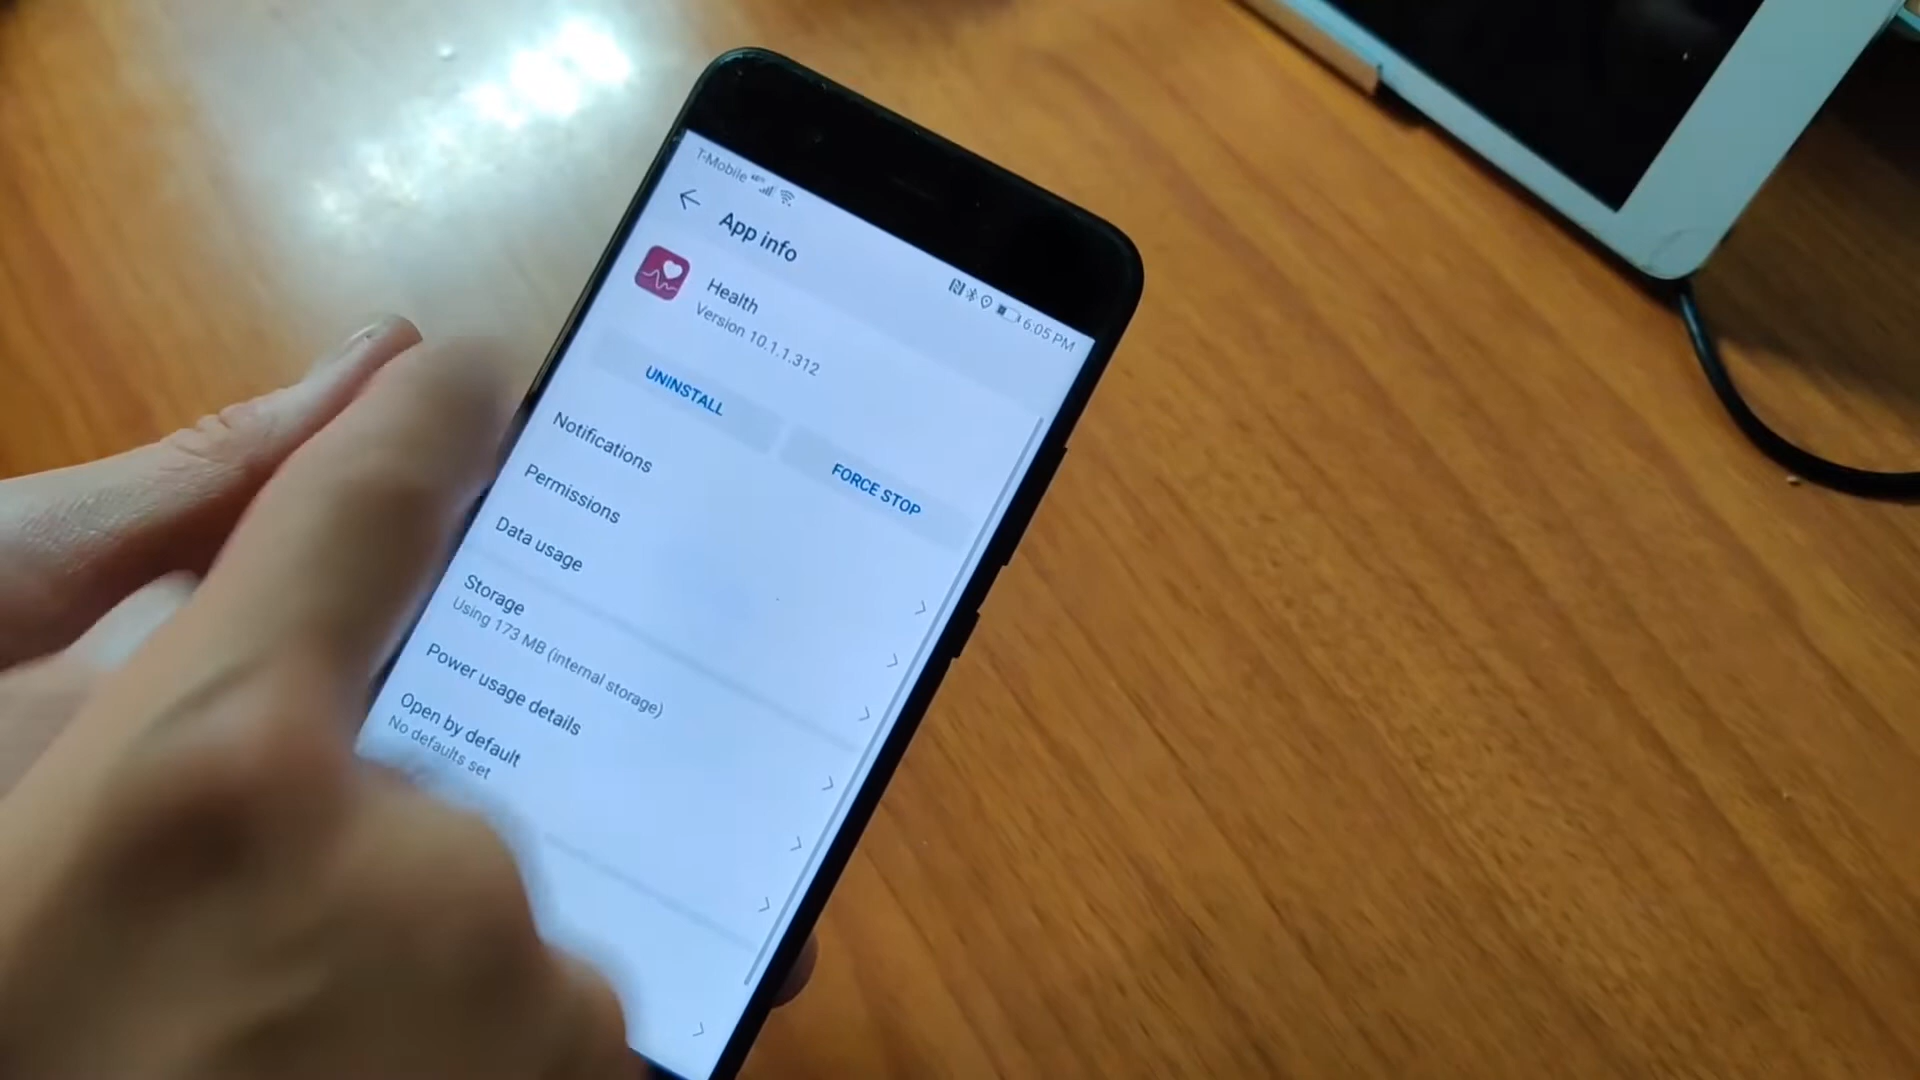 T-Mobile
6:05 PM
App info
Health
Version 10.1.1.312
UNINSTALL
FORCE STOP
Notifications
Permissions
Data usage
Storage
Using 173 MB (internal storage)
Power usage details
Open by default
No defaults set